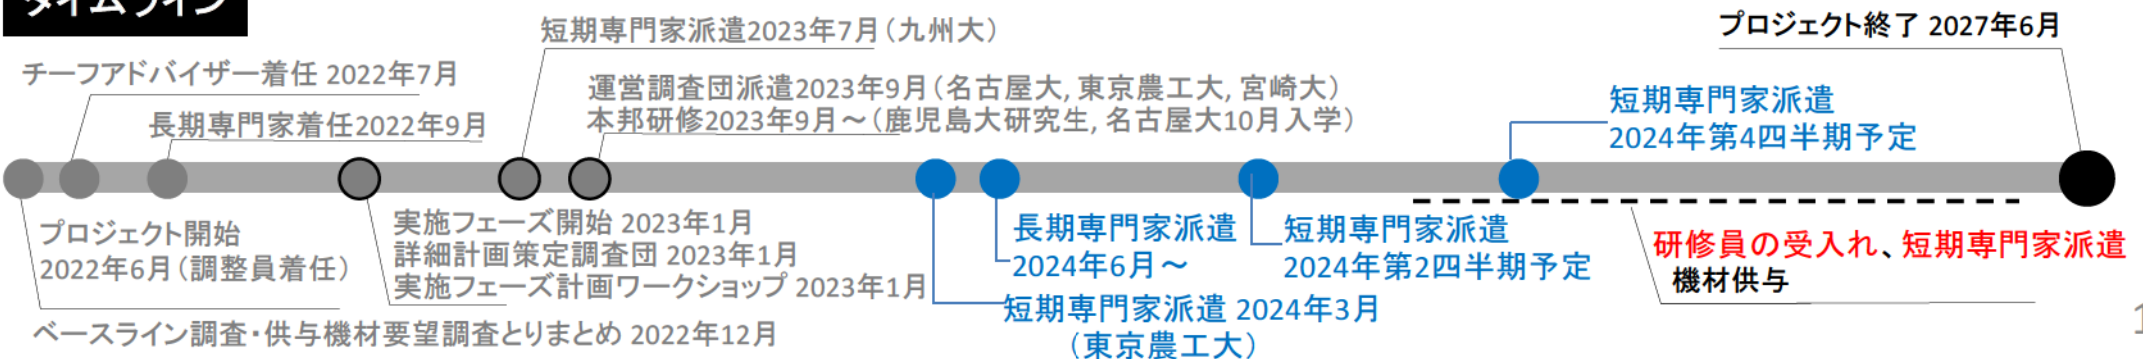 タイムライン
短期専門家派遣2023年7月（九州大）
プロジェクト終了 2027年6月
チーフアドバイザー着任 2022年7月
運営調査団派遣2023年9月（名古屋大, 東京農工大, 宮崎大）
長期専門家着任2022年9月
本邦研修2023年9月～（鹿児島大研究生, 名古屋大10月入学）
短期専門家派遣
2024年第4四半期予定
プロジェクト開始
2022年6月（調整員着任）
実施フェーズ開始 2023年1月
詳細計画策定調査団 2023年1月
実施フェーズ計画ワークショップ 2023年1月
長期専門家派遣
2024年6月～
短期専門家派遣
2024年第2四半期予定
研修員の受入れ、短期専門家派遣
機材供与
短期専門家派遣 2024年3月
（東京農工大）
ベースライン調査・供与機材要望調査とりまとめ 2022年12月